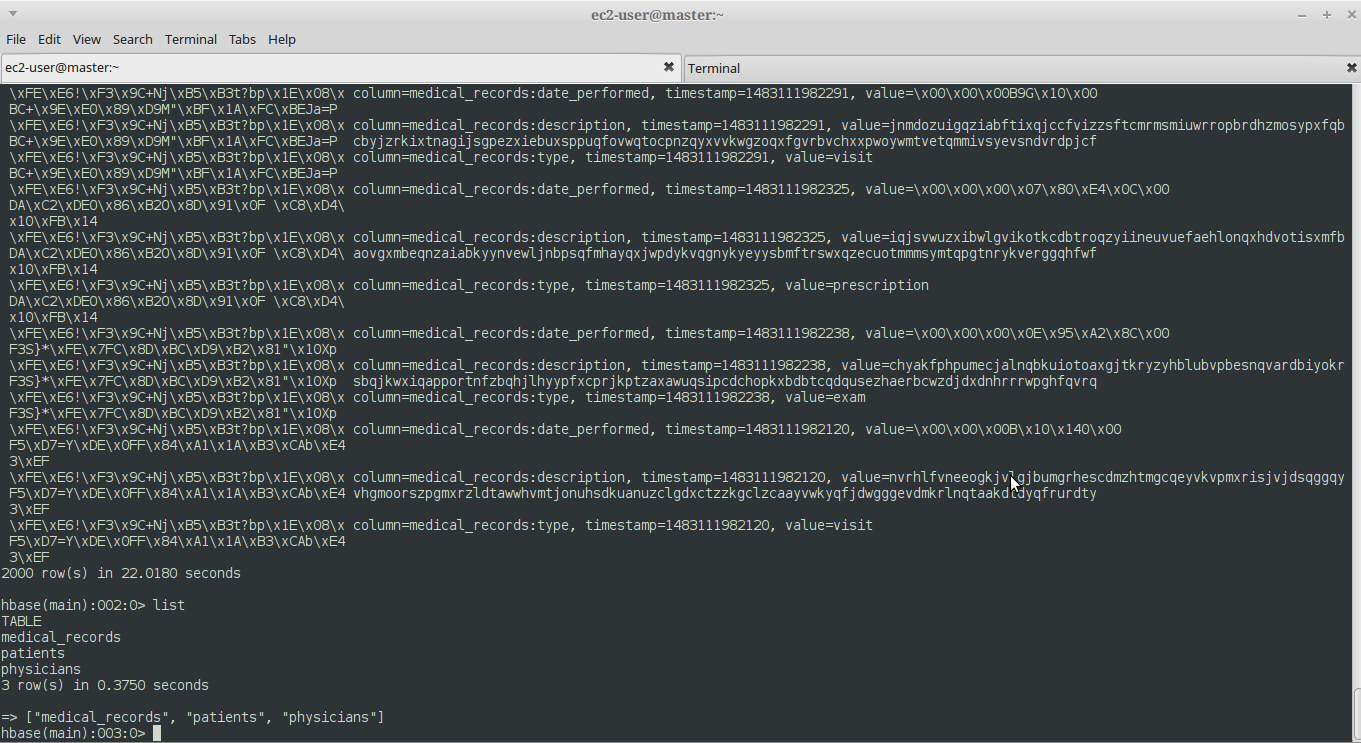 ec2-user@master:~
File Edit View Search Terminal Tabs Help
ec2-user@master:~ Terminal
\xFE\xE6!\xF3\x9C+Nj\xB5\xB3t?bp\x1E\x08\x column=medical_records:date_performed, timestamp=1483111982291, value=\x00\x00\x00B9G\x10\x00
BC+\x9E\xE0\x89\xD9M"\xBF\x1A\xFC\xBEJa=P
\xFE\xE6!\xF3\x9C+Nj\xB5\xB3t?bp\x1E\x08\x column=medical_records:description, timestamp=1483111982291, value=jnmdozuigqziabftixqjccfvizzsftcmrmsmiuwrropbrdhzmosypxfqb
BC+\x9E\xE0\x89\xD9M"\xBF\x1A\xFC\xBEJa=P cbyjzrkixtnagijsgpezxiebuxsppuqfovwqtocpnzqyxvvkwgzoqxfgvrbvchxxpwoywmtvetqmmivsyevsndvrdpjcf
\xFE\xE6!\xF3\x9C+Nj\xB5\xB3t?bp\x1E\x08\x column=medical_records:type, timestamp=1483111982291, value=visit
BC+\x9E\xE0\x89\xD9M"\xBF\x1A\xFC\xBEJa=P
\xFE\xE6!\xF3\x9C+Nj\xB5\xB3t?bp\x1E\x08\x column=medical_records:date_performed, timestamp=1483111982325, value=\x00\x00\x00\x07\x80\xE4\x0C\x00
DA\xC2\xDE0\x86\xB20\x8D\x91\x0F \xC8\xD4\
x10\xFB\x14
\xFE\xE6!\xF3\x9C+Nj\xB5\xB3t?bp\x1E\x08\x column=medical_records:description, timestamp=1483111982325, value=iqjsvwuzxibwlgvikotkcdbtroqzyiineuvuefaehlonqxhdvotisxmfb
DA\xC2\xDE0\x86\xB20\x8D\x91\x0F \xC8\xD4\ aovgxmbeqnzaiabkyynvewljnbpsqfmhayqxjwpdykvqgnykyeyysbmftrswxqzecuotmmmsymtqpgtnrykverggqhfwf
x10\xFB\x14
\xFE\xE6!\xF3\x9C+Nj\xB5\xB3t?bp\x1E\x08\x column=medical_records:type, timestamp=1483111982325, value=prescription
DA\xC2\xDE0\x86\xB20\x8D\x91\x0F \xC8\xD4\
x10\xFB\x14
\xFE\xE6!\xF3\x9C+Nj\xB5\xB3t?bp\x1E\x08\x column=medical_records:date_performed, timestamp=1483111982238, value=\x00\x00\x00\x0E\x95\xA2\x8C\x00
F3S}*\xFE\x7FC\x8D\xBC\xD9\xB2\x81"\x10Xp
\xFE\xE6!\xF3\x9C+Nj\xB5\xB3t?bp\x1E\x08\x column=medical_records:description, timestamp=1483111982238, value=chyakfphpumecjalnqbkuiotoaxgjtkryzyhblubvpbesnqvardbiyokr
F3S}*\xFE\x7FC\x8D\xBC\xD9\xB2\x81"\x10Xp sbqjkwxiqapportnfzbqhjlhyypfxcprjkptzaxawuqsipcdchopkxbdbtcqdqusezhaerbcwzdjdxdnhrrrwpghfqvrq
\xFE\xE6!\xF3\x9C+Nj\xB5\xB3t?bp\x1E\x08\x column=medical_records:type, timestamp=1483111982238, value=exam
F3S}*\xFE\x7FC\x8D\xBC\xD9\xB2\x81"\x10Xp
\xFE\xE6!\xF3\x9C+Nj\xB5\xB3t?bp\x1E\x08\x column=medical_records:date_performed, timestamp=1483111982120, value=\x00\x00\x00B\x10\x140\x00
F5\xD7=Y\xDE\x0FF\x84\xA1\x1A\xB3\xCAb\xE4
3\xEF
\xFE\xE6!\xF3\x9C+Nj\xB5\xB3t?bp\x1E\x08\x column=medical_records:description, timestamp=1483111982120,
F5\xD7=Y\xDE\x0FF\x84\xA1\x1A\xB3\xCAb\xE4
3\xEF
\xFE\xE6!\xF3\x9C+Nj\xB5\xB3t?bp\x1E\x08\x column=medical_records:type, timestamp=1483111982120, value=visit
F5\xD7=Y\xDE\x0FF\x84\xA1\x1A\xB3\xCAb\xE4
3\xEF
2000 row(s) in 22.0180 seconds
hbase(main):002:0> list
TABLE
medical_records
patients
physicians
3 row(s) in 0.3750 seconds
=> ["medical_records", "patients", "physicians"]
hbase(main):003:0>